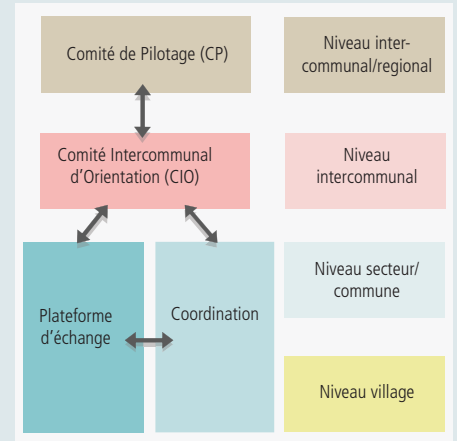 Comité de Pilotage (CP)
Niveau inter-
communal/regional
Comité Intercommunal
d'Orientation (CIO)
Niveau
intercommunal
Plateforme
d'échange
Coordination
Niveau secteur/
commune
Niveau village